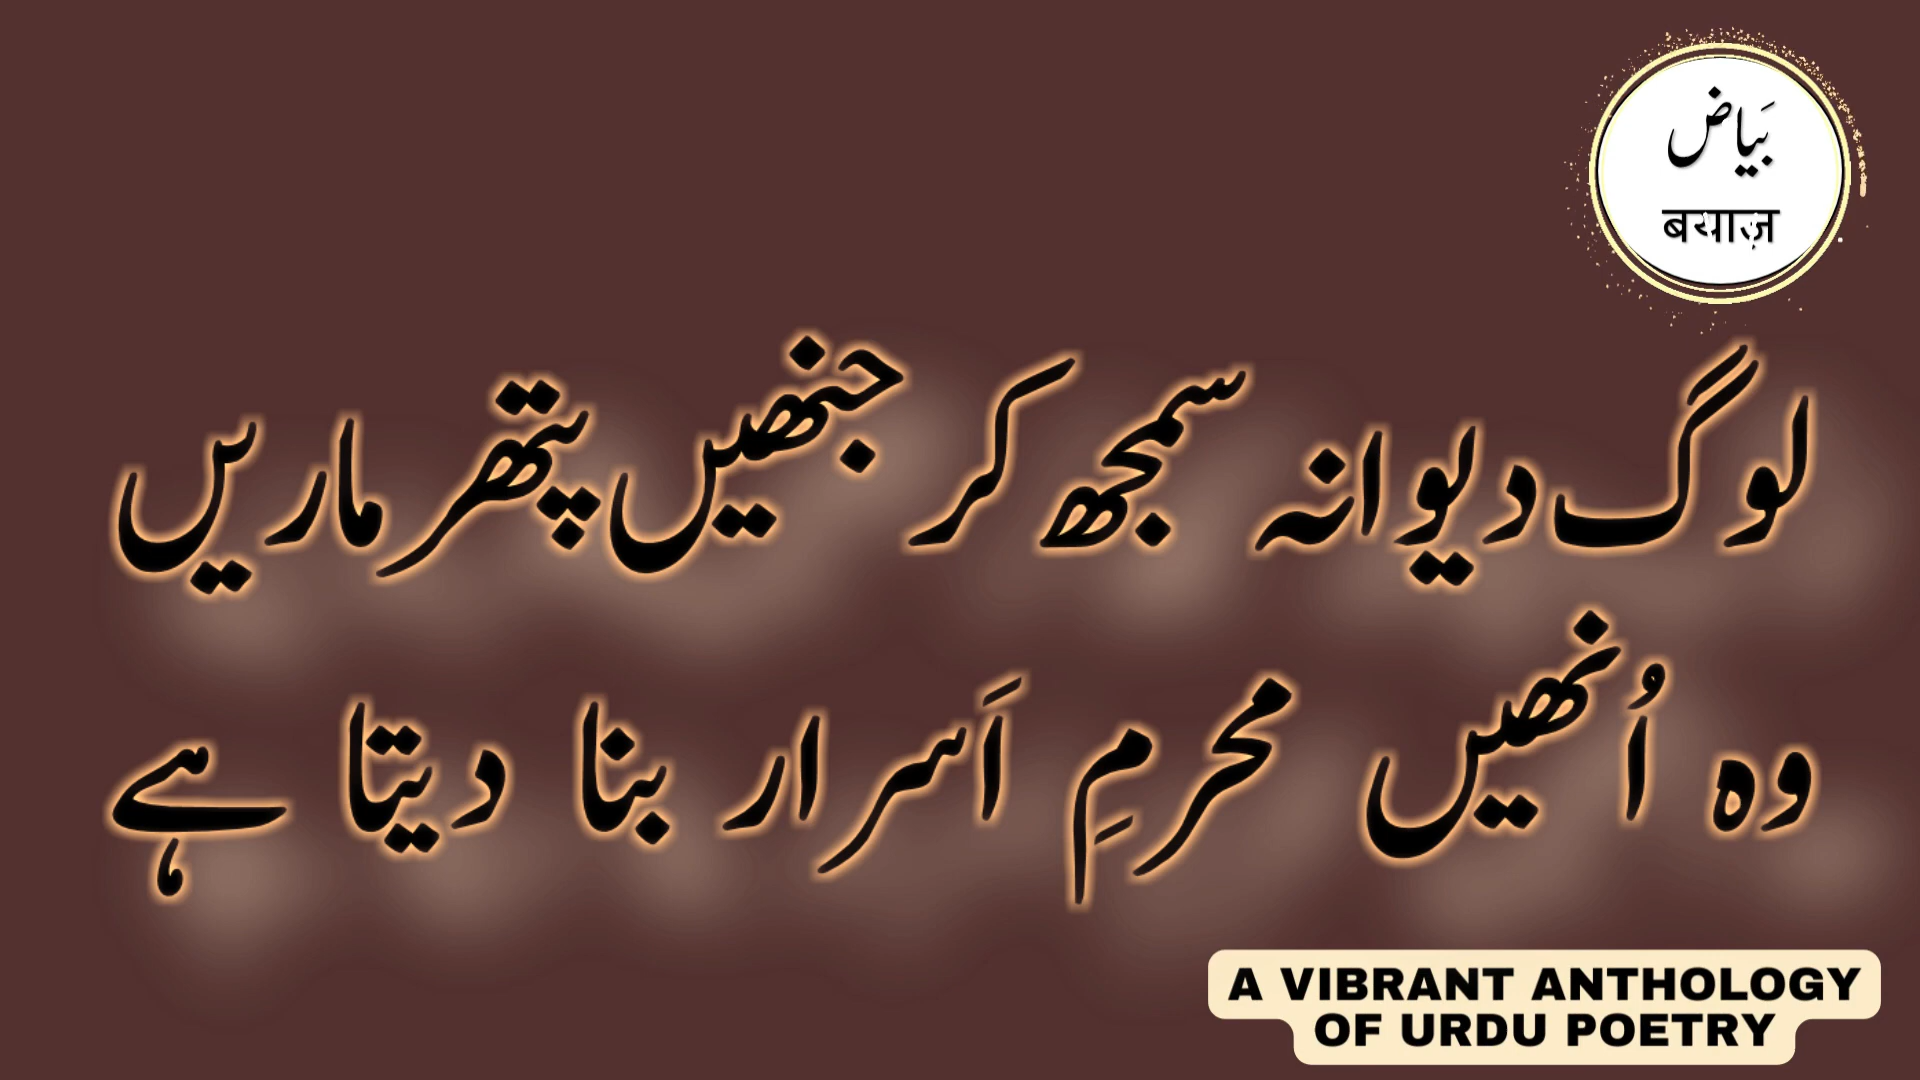 بَیاض
बयाज़
لوگ دیوانہ سمجھ کر جنھیں پتھر ماریں
وہ اُنھیں محرمِ اَسرار بنا دیتا ہے
A VIBRANT ANTHOLOGY
OF URDU POETRY